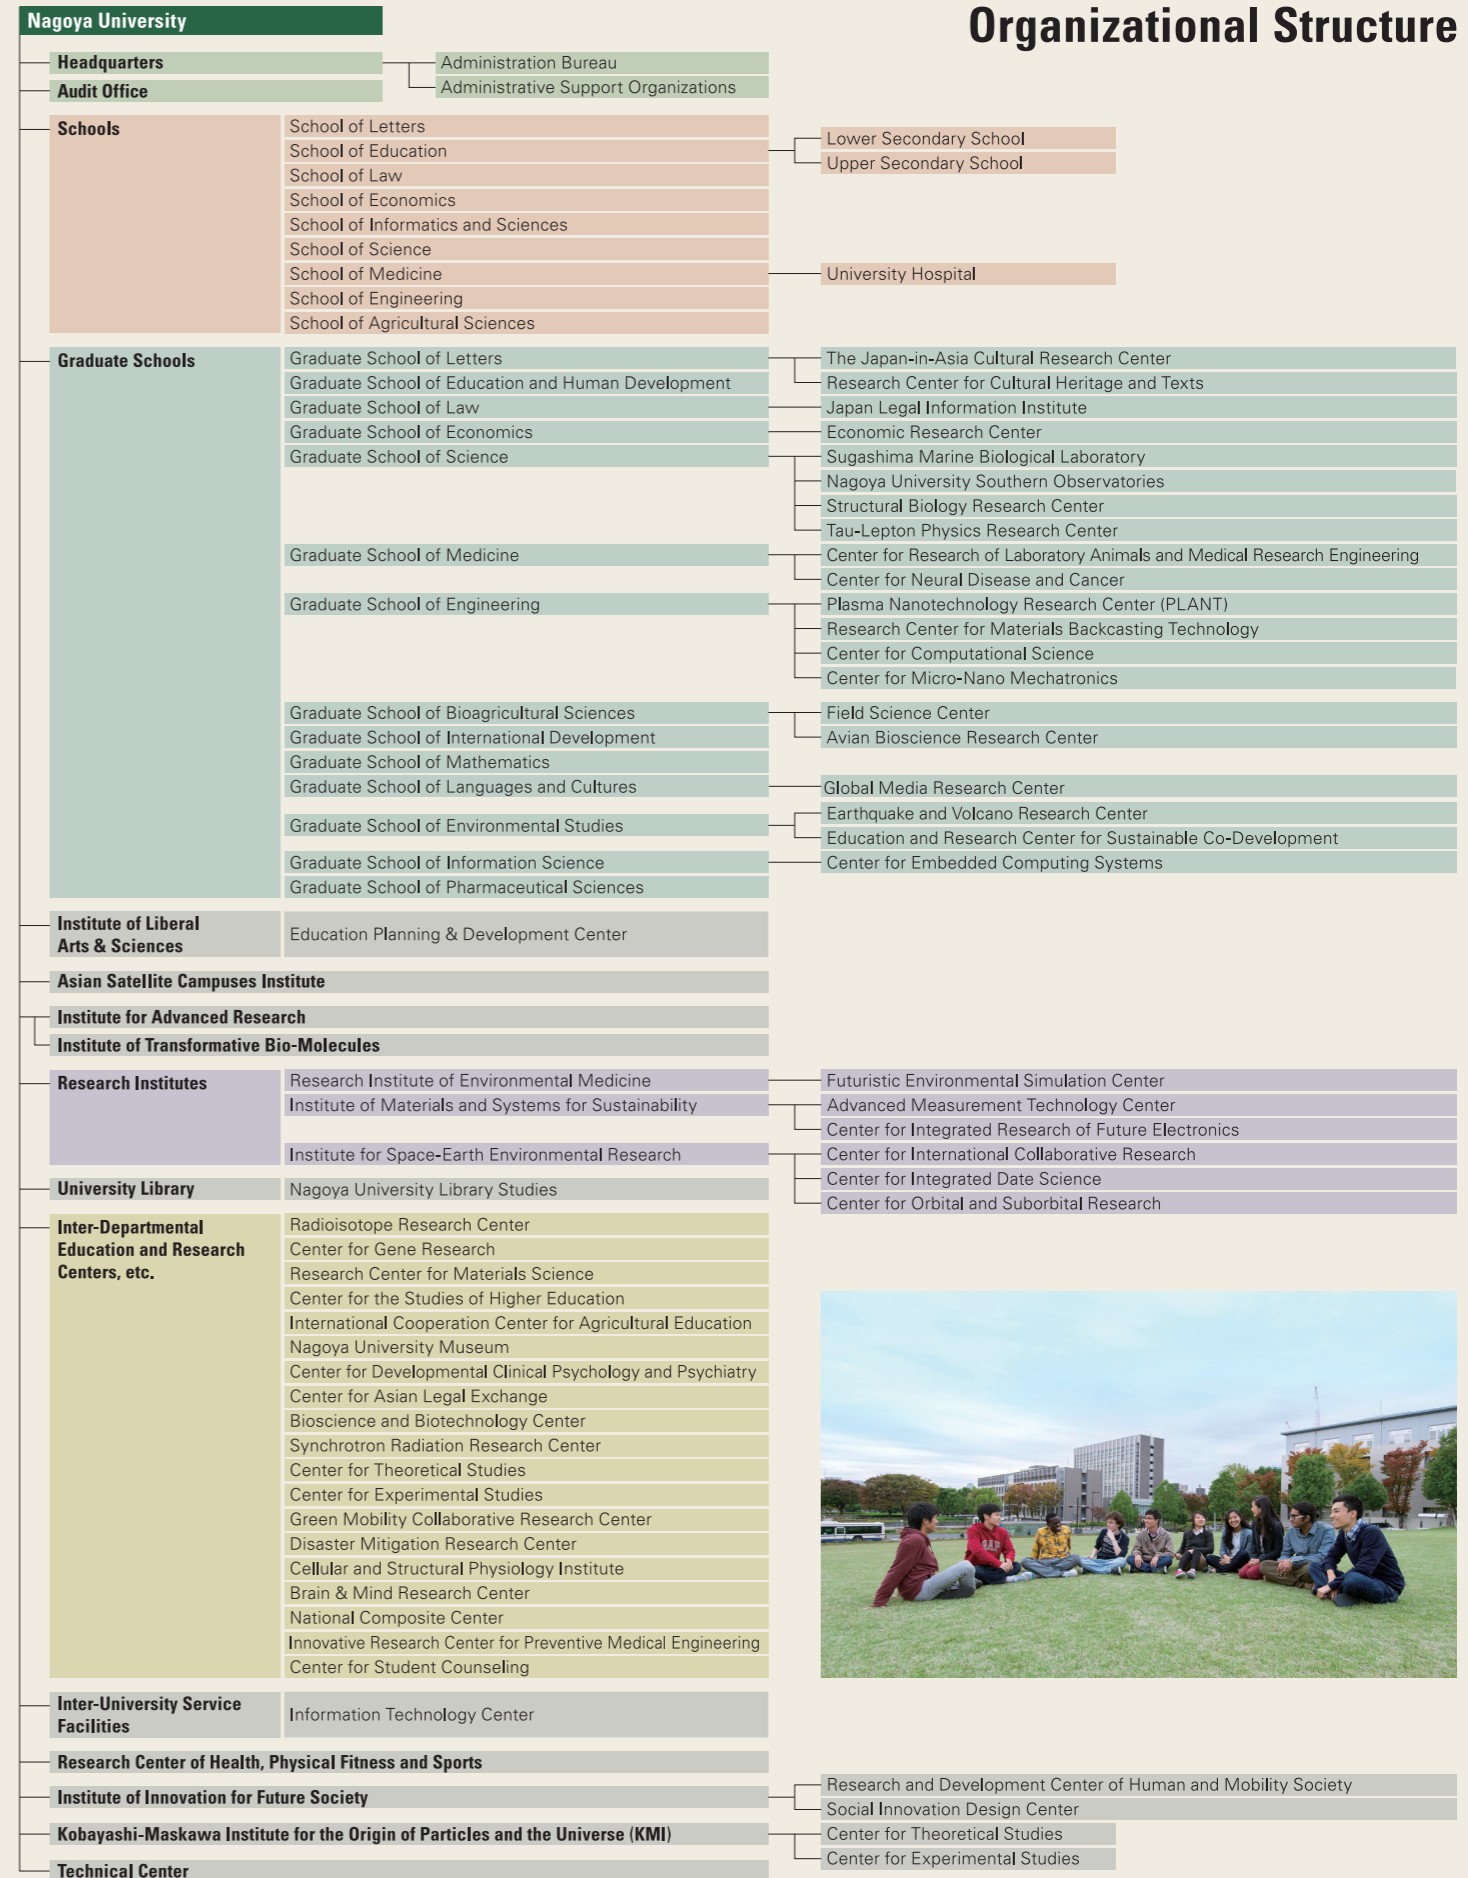 Nagoya University
Organizational Structure
Headquarters
Administration Bureau
Audit Office
Administrative Support Organizations
Schools
School of Letters
School of Education
Lower Secondary School
Upper Secondary School
School of Law
School of Economics
School of Informatics and Sciences
School of Science
School of Medicine
University Hospital
School of Engineering
School of Agricultural Sciences
Graduate Schools
Graduate School of Letters
The Japan-in-Asia Cultural Research Center
Research Center for Cultural Heritage and Texts
Graduate School of Education and Human Development
Graduate School of Law
Japan Legal Information Institute
Graduate School of Economics
Economic Research Center
Graduate School of Science
Sugashima Marine Biological Laboratory
Nagoya University Southern Observatories
Structural Biology Research Center
Tau-Lepton Physics Research Center
Graduate School of Medicine
Center for Research of Laboratory Animals and Medical Research Engineering
Center for Neural Disease and Cancer
Graduate School of Engineering
Plasma Nanotechnology Research Center (PLANT)
Research Center for Materials Backcasting Technology
Center for Computational Science
Center for Micro-Nano Mechatronics
Graduate School of Bioagricultural Sciences
Field Science Center
Avian Bioscience Research Center
Graduate School of International Development
Graduate School of Mathematics
Graduate School of Languages and Cultures
Global Media Research Center
Graduate School of Environmental Studies
Earthquake and Volcano Research Center
Education and Research Center for Sustainable Co-Development
Graduate School of Information Science
Center for Embedded Computing Systems
Graduate School of Pharmaceutical Sciences
Institute of Liberal
Arts & Sciences
Education Planning & Development Center
Asian Satellite Campuses Institute
Institute for Advanced Research
Institute of Transformative Bio-Molecules
Research Institutes
Research Institute of Environmental Medicine
Futuristic Environmental Simulation Center
Institute of Materials and Systems for Sustainability
Advanced Measurement Technology Center
Center for Integrated Research of Future Electronics
Institute for Space-Earth Environmental Research
Center for International Collaborative Research
Center for Integrated Date Science
Center for Orbital and Suborbital Research
University Library
Nagoya University Library Studies
Inter-Departmental
Education and Research
Centers, etc.
Radioisotope Research Center
Center for Gene Research
Research Center for Materials Science
Center for the Studies of Higher Education
International Cooperation Center for Agricultural Education
Nagoya University Museum
Center for Developmental Clinical Psychology and Psychiatry
Center for Asian Legal Exchange
Bioscience and Biotechnology Center
Synchrotron Radiation Research Center
Center for Theoretical Studies
Center for Experimental Studies
Green Mobility Collaborative Research Center
Disaster Mitigation Research Center
Cellular and Structural Physiology Institute
Brain & Mind Research Center
National Composite Center
Innovative Research Center for Preventive Medical Engineering
Center for Student Counseling
GAP
Inter-University Service
Facilities
Information Technology Center
Research Center of Health, Physical Fitness and Sports
Institute of Innovation for Future Society
Research and Development Center of Human and Mobility Society
Social Innovation Design Center
Kobayashi-Maskawa Institute for the Origin of Particles and the Universe (KMI)
Center for Theoretical Studies
Center for Experimental Studies
Technical Center